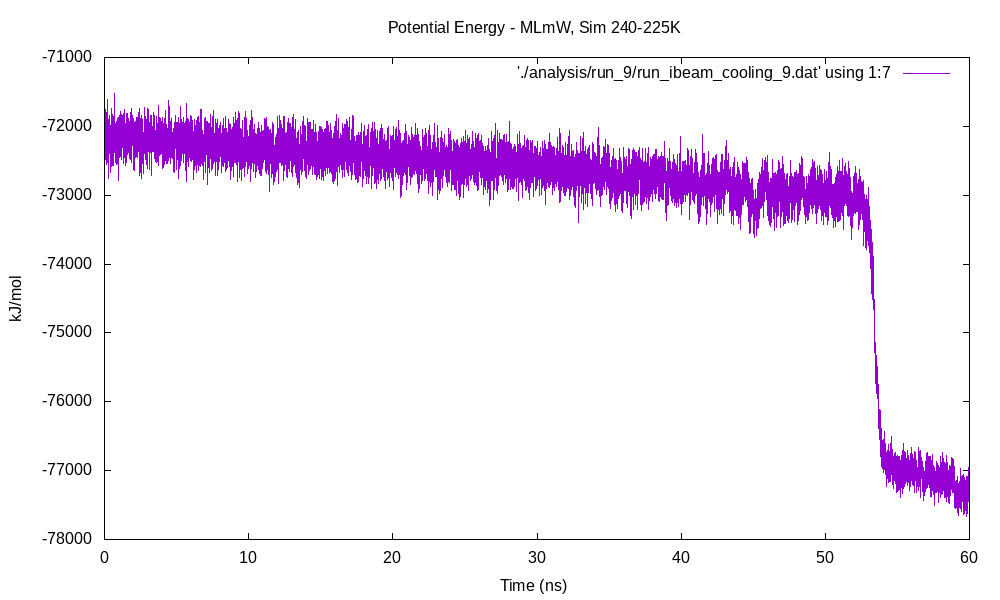 Potential Energy - MLmW, Sim 240-225K
'./analysis/run_9/run_ibeam_cooling_9.dat' using 1:7
-71000
-72000
-73000
-74000
-75000
-76000
-77000
-78000
kJ/mol
0 10 20 30 40 50 60
Time (ns)